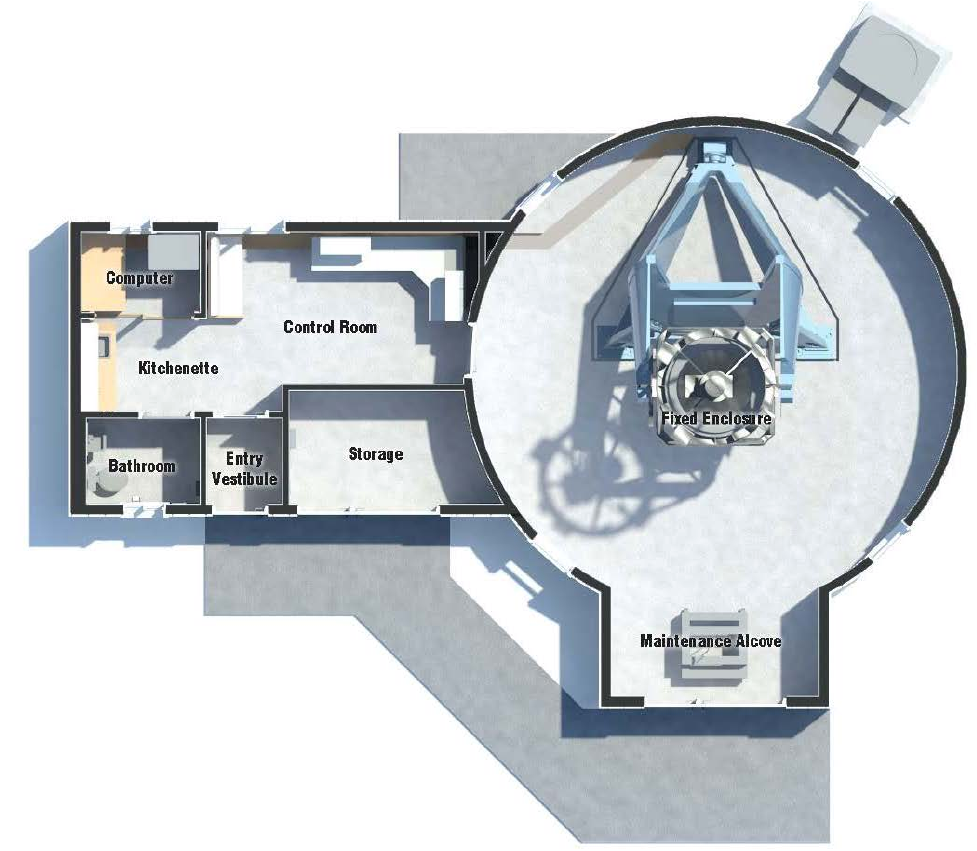 Computer
Control Room
Kitchenette
Fixed Enclosure
Bathroom
Entry
Vestibule
Storage
Maintenance Alcove